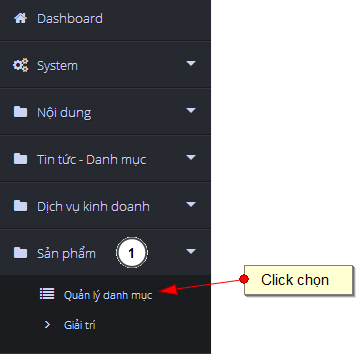 Dashboard
System
Nội dung
Tin tức - Danh mục
Dịch vụ kinh doanh
Sản phẩm 1
Quản lý danh mục Click chọn
Giải trí